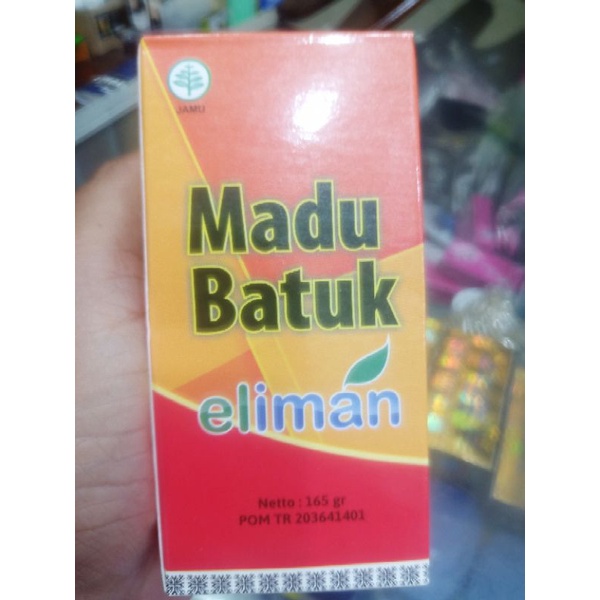 JAMU
Madu
Batuk
eliman
Netto : 165 gr
POM TR 203641401